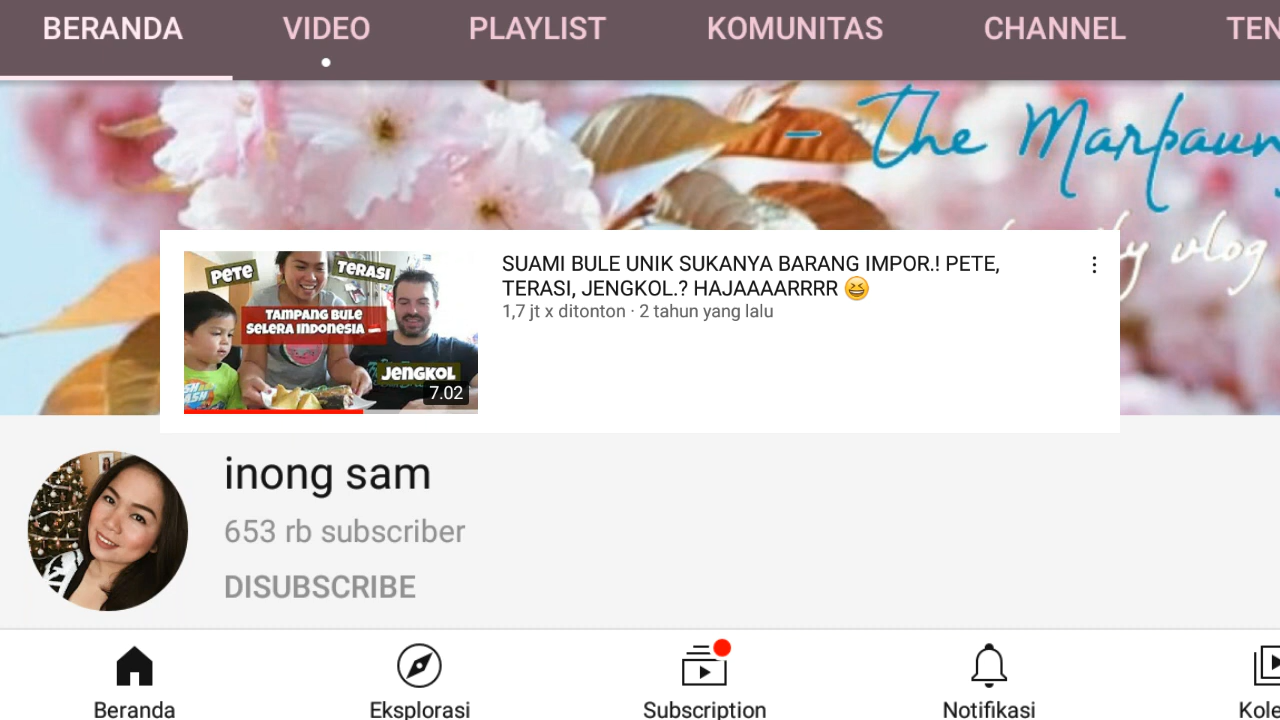 BERANDA VIDEO PLAYLIST KOMUNITAS CHANNEL
The
vlog
PETE
TERASI
TAMPANG BULE
SELERA INDONESIA
JENGKOL
7.02
SUAMI BULE UNIK SUKANYA BARANG IMPOR.! PETE,
TERASI, JENGKOL.? HAJAAAARRRR 😆
1,7 jt x ditonton · 2 tahun yang lalu
inong sam
653 rb subscriber
DISUBSCRIBE
Beranda Eksplorasi Subscription Notifikasi